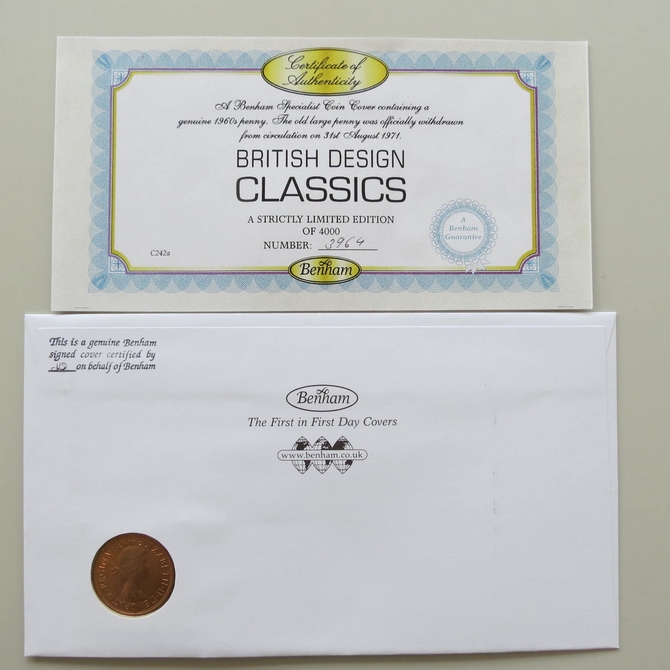 Certificate of
Authenticity
A Benham Specialist Coin Cover containing a
genuine 1960s penny. The old large penny was officially withdrawn
from circulation on 31st August 1971.
BRITISH DESIGN
CLASSICS
A STRICTLY LIMITED EDITION
OF 4000
NUMBER: 3964
C242a
Benham
A
Benham
Guarantee
This is a genuine Benham
signed cover certified by
on behalf of Benham
Benham
The First in First Day Covers
www.benham.co.uk